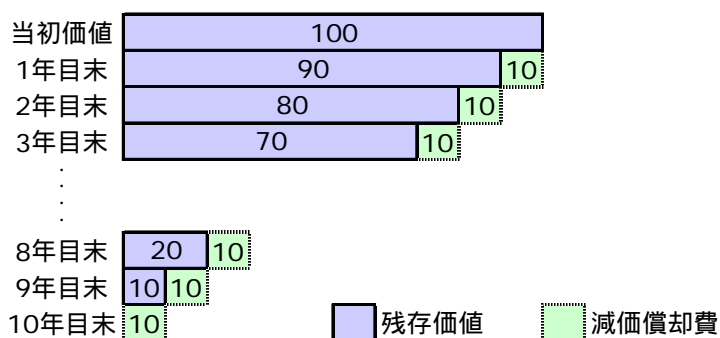 当初価値 100
1年目末 90 10
2年目末 80 10
3年目末 70 10
.
.
.
.
8年目末 20 10
9年目末 10 10
10年目末 10
残存価値 減価償却費